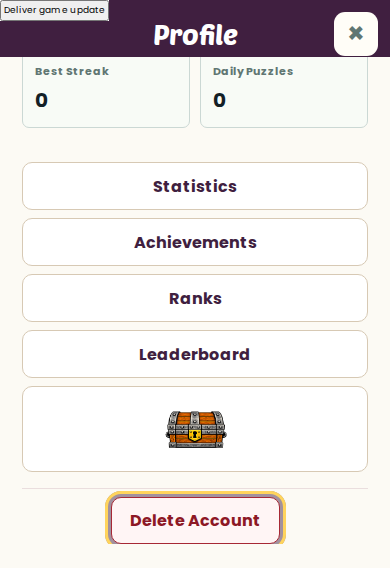 Deliver game update
Profile
✖
Best Streak
Daily Puzzles
0
0
Statistics
Achievements
Ranks
Leaderboard
Delete Account